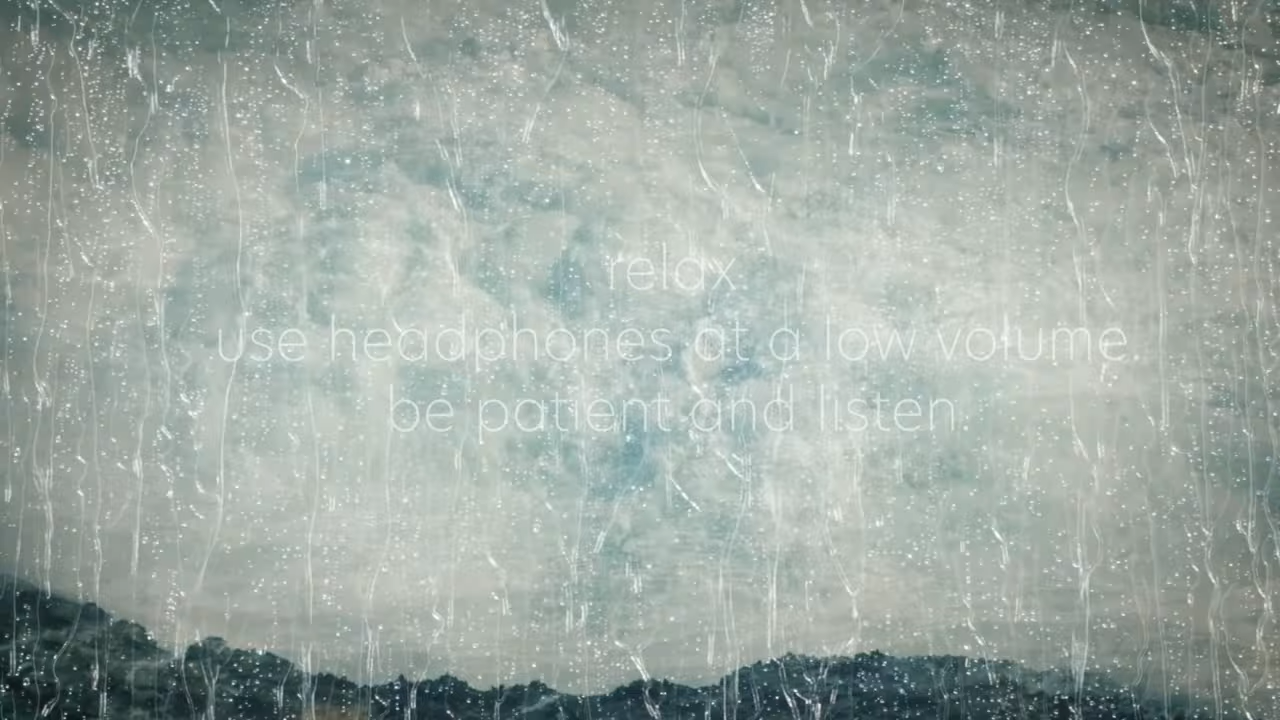 relax.
use headphones at a low volume.
be patient and listen.